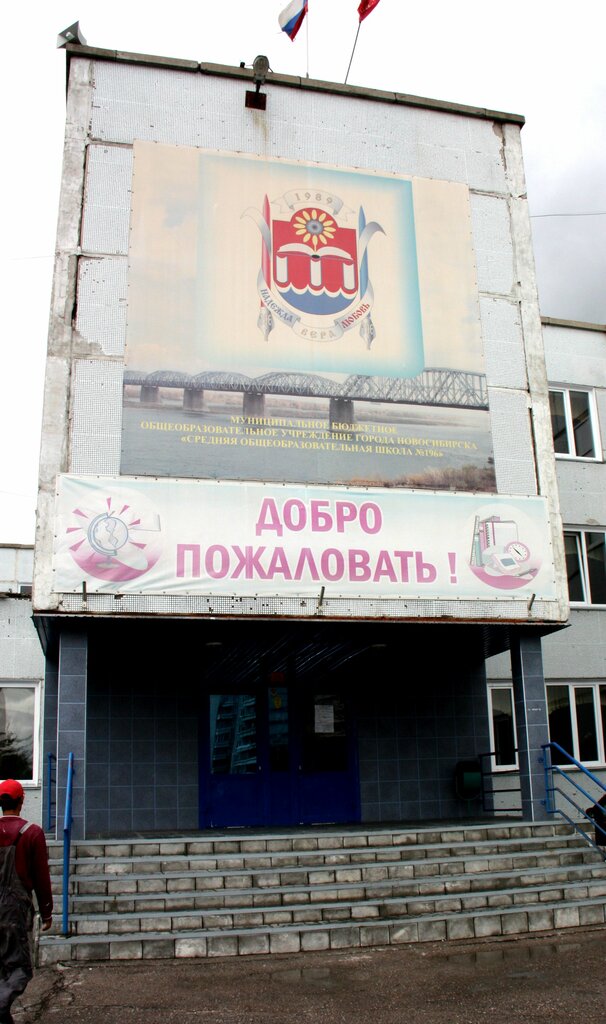 1989
НАДЕЖДА ВЕРА ЛЮБОВЬ
МУНИЦИПАЛЬНОЕ БЮДЖЕТНОЕ
ОБЩЕОБРАЗОВАТЕЛЬНОЕ УЧРЕЖДЕНИЕ ГОРОДА НОВОСИБИРСКА
«СРЕДНЯЯ ОБЩЕОБРАЗОВАТЕЛЬНАЯ ШКОЛА №196»
ДОБРО
ПОЖАЛОВАТЬ !